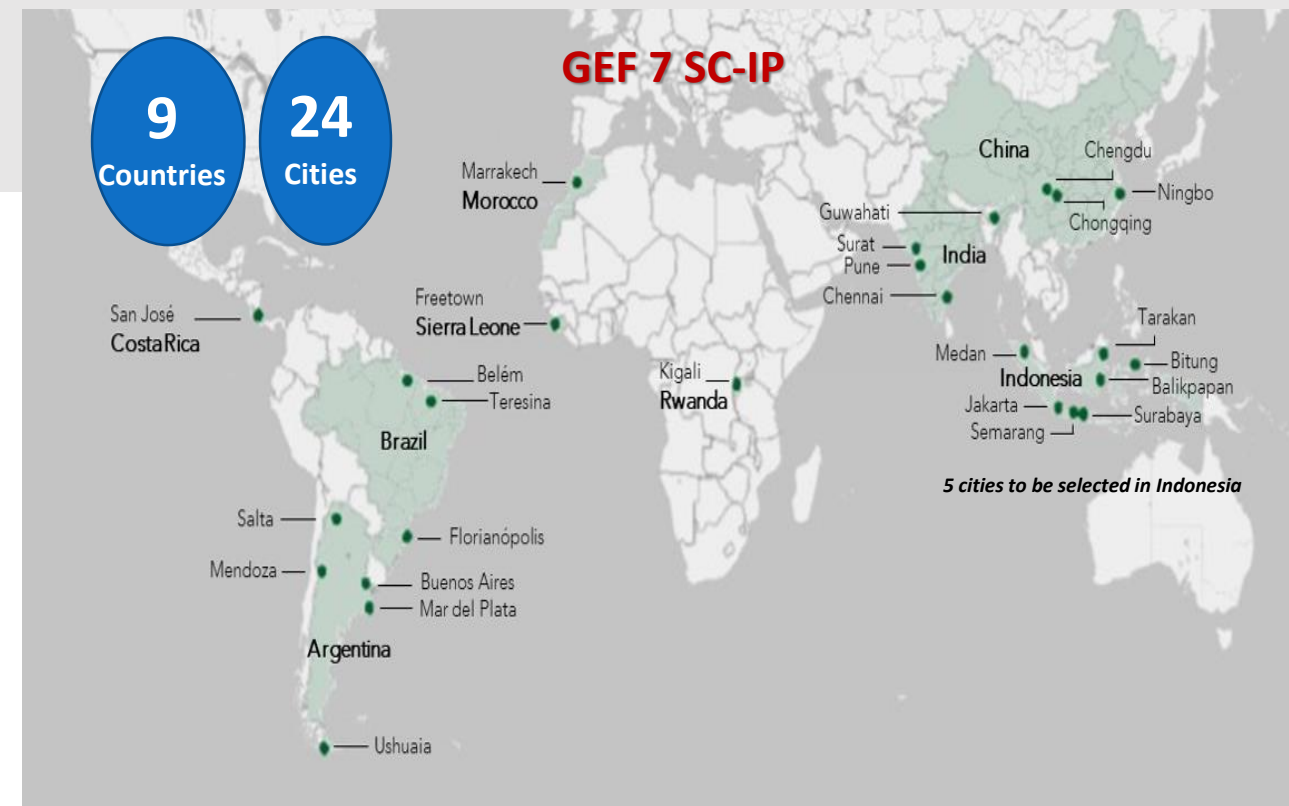 GEF 7 SC-IP
9
Countries
24
Cities
China
Chengdu
Ningbo
Chongqing
Marrakech
Morocco
Guwahati
Surat
Pune
India
Chennai
San José
Costa Rica
Freetown
Sierra Leone
Belém
Teresina
Brazil
Kigali
Rwanda
Tarakan
Medan
Bitung
Indonesia
Balikpapan
Jakarta
Surabaya
Semarang
5 cities to be selected in Indonesia
Salta
Florianópolis
Mendoza
Buenos Aires
Mar del Plata
Argentina
Ushuaia